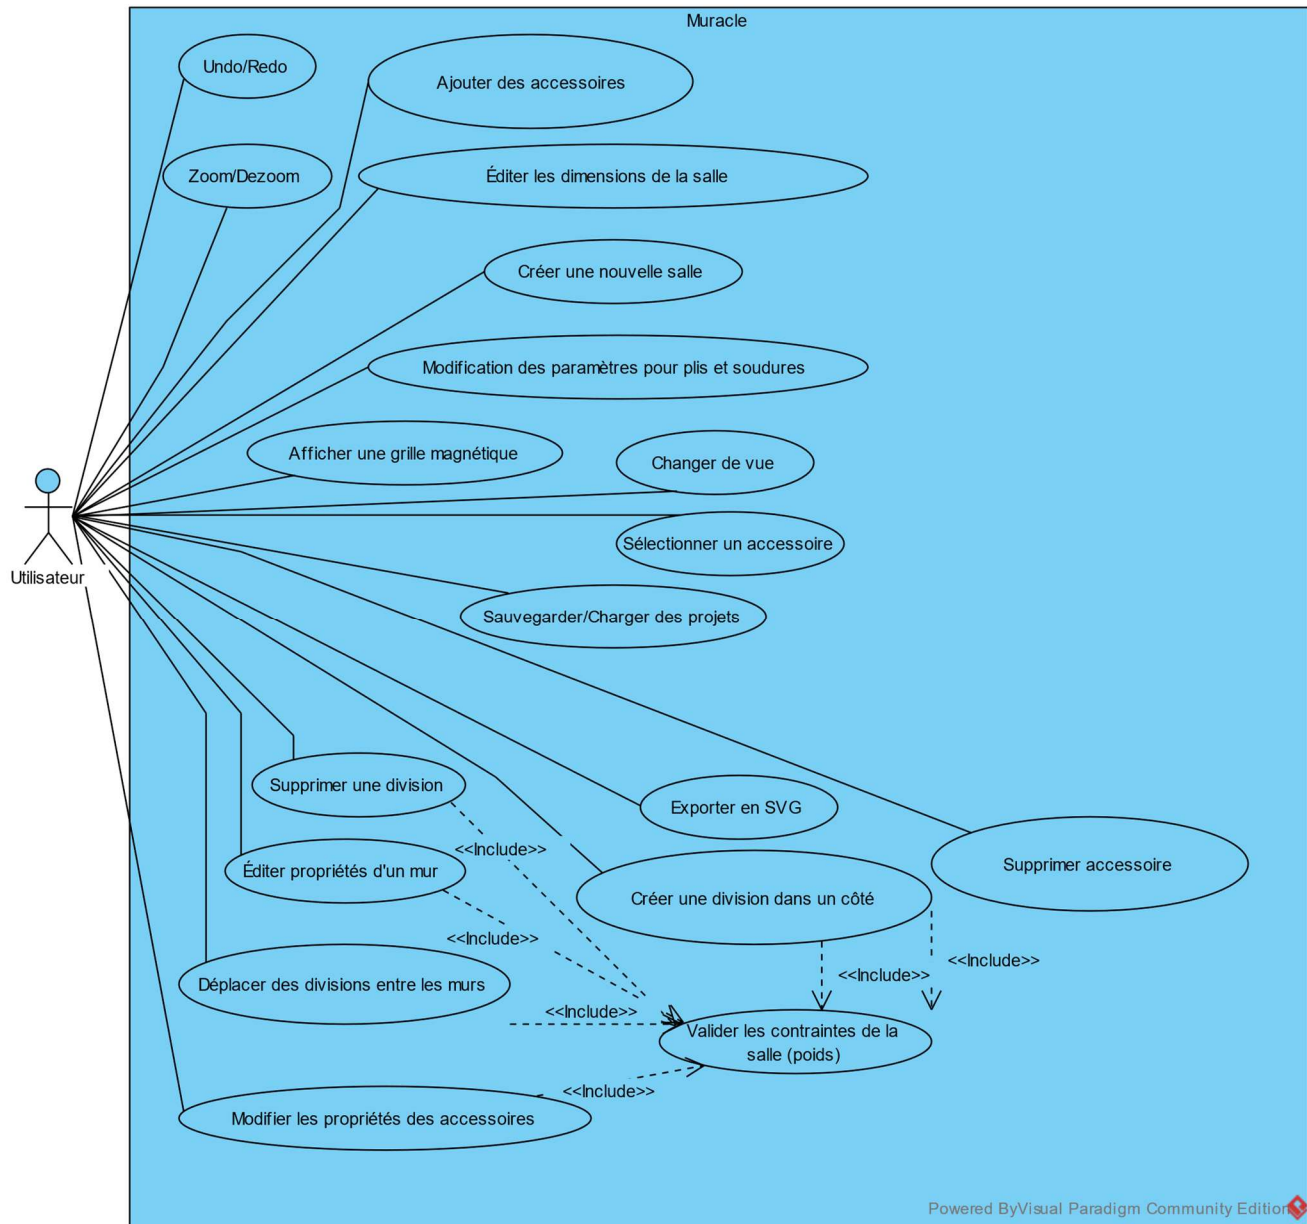 Muracle
Undo/Redo
Ajouter des accessoires
Zoom/Dezoom
Éditer les dimensions de la salle
Créer une nouvelle salle
Modification des paramètres pour plis et soudures
Afficher une grille magnétique
Changer de vue
Sélectionner un accessoire
Utilisateur
Sauvegarder/Charger des projets
Supprimer une division
Exporter en SVG
<<Include>>
Supprimer accessoire
Éditer propriétés d'un mur
Créer une division dans un côté
<<Include>>
<<Include>>
<<Include>>
Déplacer des divisions entre les murs
<<Include>>
Valider les contraintes de la
salle (poids)
<<Include>>
Modifier les propriétés des accessoires
Powered ByVisual Paradigm Community Edition